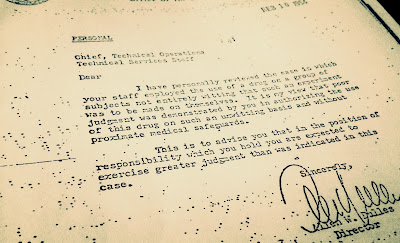 OFFICE OF THE
FEB 10 1954
PERSONAL
Chief, Technical Operations
Technical Services Staff
Dear
I have personally reviewed the case in which
your staff employed the use of a drug on a group of
subjects not entirely witting that such an experiment
was to be made on themselves. It is my view that poor
judgment was demonstrated by you in authorizing the use
of this drug on such an unwitting basis and without
proximate medical safeguards.
This is to advise you that in the position of
responsibility which you hold you are expected to
exercise greater judgment than was indicated in this
case.
Sincerely,
Allen W. Dulles
Director